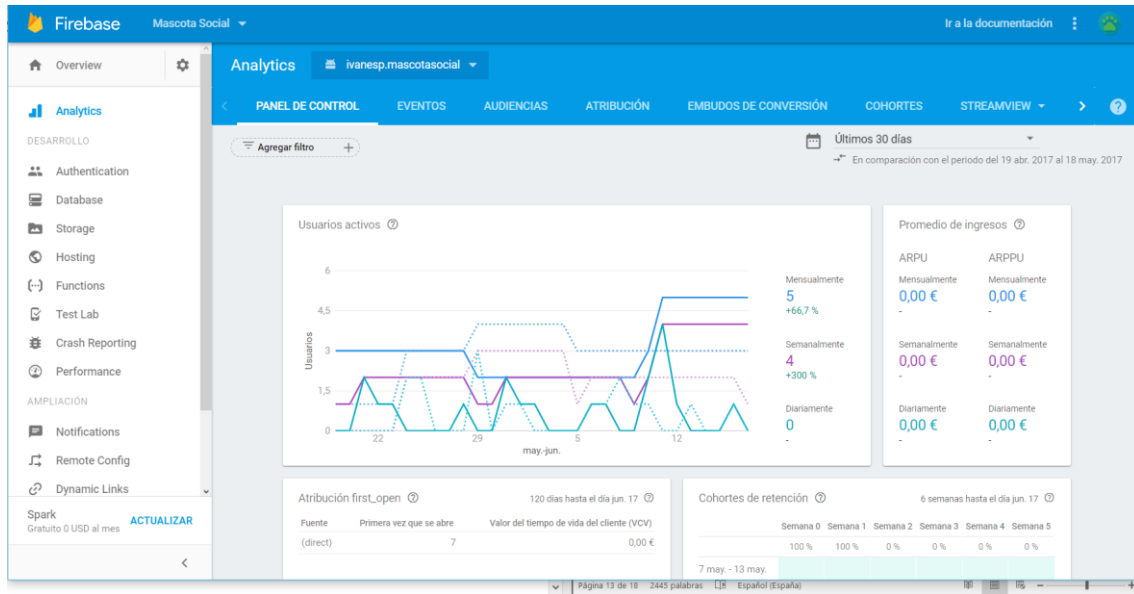 Firebase
Mascota Social
Ir a la documentación
Overview
Analytics
DESARROLLO
Authentication
Database
Storage
Hosting
Functions
Test Lab
Crash Reporting
Performance
AMPLIACIÓN
Notifications
Remote Config
Dynamic Links
Spark
Gratuito 0 USD al mes
ACTUALIZAR
<
Analytics
ivanesp.mascotasocial
PANEL DE CONTROL EVENTOS AUDIENCIAS ATRIBUCIÓN EMBUDOS DE CONVERSIÓN COHORTES STREAMVIEW
Agregar filtro +
Últimos 30 días
En comparación con el periodo del 19 abr. 2017 al 18 may. 2017
Usuarios activos
Usuarios
6
4,5
3
1,5
0
22 29 5 12
may.-jun.
Mensualmente
5
+66,7 %
Semanalmente
4
+300 %
Diariamente
0
-
Promedio de ingresos
ARPU ARPPU
Mensualmente Mensualmente
0,00 € 0,00 €
- -
Semanalmente Semanalmente
0,00 € 0,00 €
- -
Diariamente Diariamente
0,00 € 0,00 €
- -
Atribución first_open 120 días hasta el día jun. 17
Fuente Primera vez que se abre Valor del tiempo de vida del cliente (VCV)
(direct) 7 0,00 €
Cohortes de retención 6 semanas hasta el día jun. 17
Semana 0 Semana 1 Semana 2 Semana 3 Semana 4 Semana 5
100 % 100 % 0 % 0 % 0 % 0 %
7 may. - 13 may.
Página 13 de 18 2445 palabras Español (España)